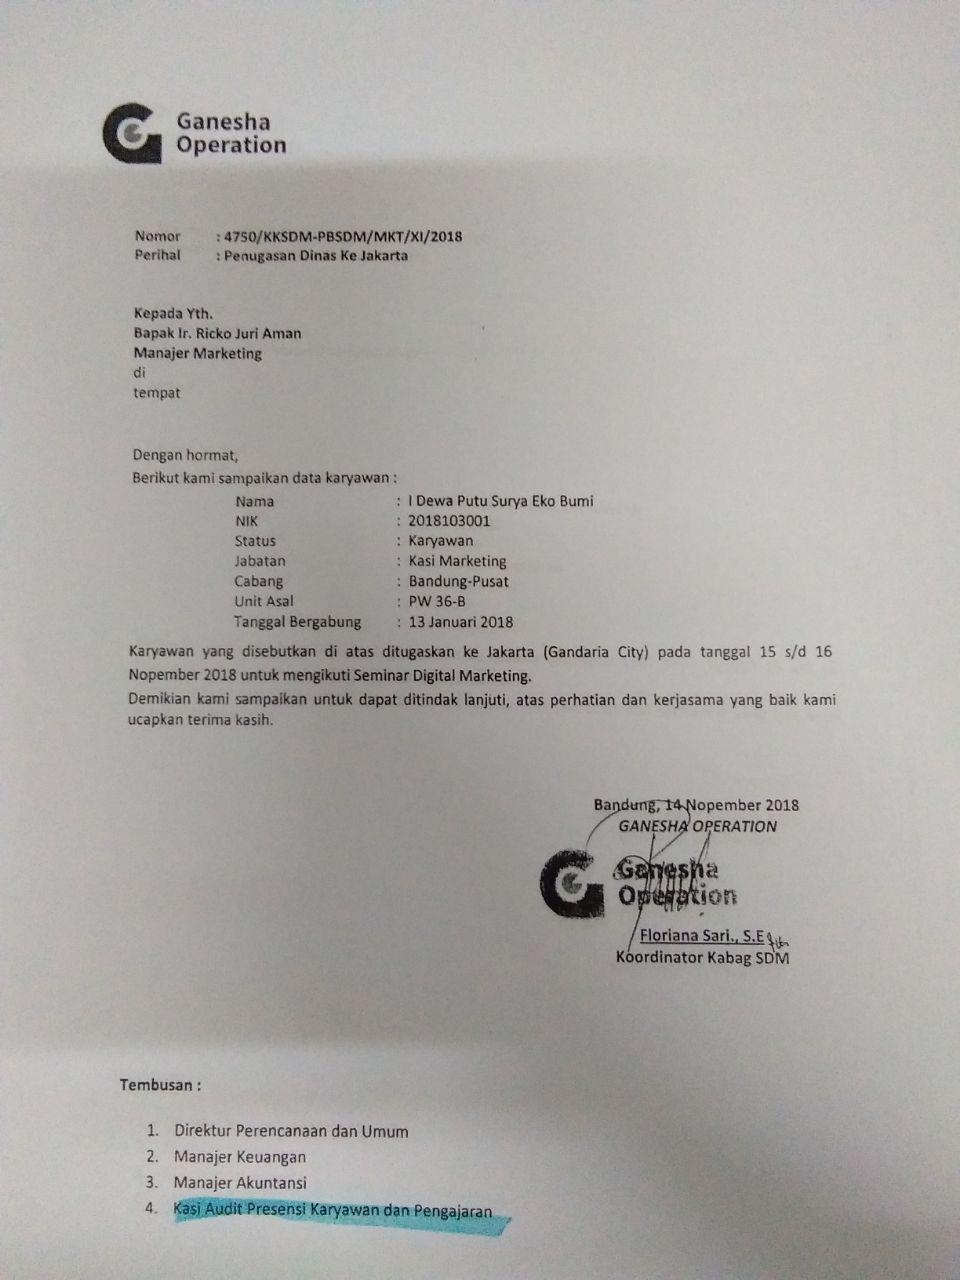 Ganesha
Operation
Nomor : 4750/KKSDM-PBSDM/MKT/XI/2018
Perihal : Penugasan Dinas Ke Jakarta
Kepada Yth.
Bapak Ir. Ricko Juri Aman
Manajer Marketing
di
tempat
Dengan hormat,
Berikut kami sampaikan data karyawan :
Nama : I Dewa Putu Surya Eko Bumi
NIK : 2018103001
Status : Karyawan
Jabatan : Kasi Marketing
Cabang : Bandung-Pusat
Unit Asal : PW 36-B
Tanggal Bergabung : 13 Januari 2018
Karyawan yang disebutkan di atas ditugaskan ke Jakarta (Gandaria City) pada tanggal 15 s/d 16
Nopember 2018 untuk mengikuti Seminar Digital Marketing.
Demikian kami sampaikan untuk dapat ditindak lanjuti, atas perhatian dan kerjasama yang baik kami
ucapkan terima kasih.
Bandung, 14 Nopember 2018
GANESHA OPERATION
Ganesha
Operation
Floriana Sari., S.E
Koordinator Kabag SDM
Tembusan :
1. Direktur Perencanaan dan Umum
2. Manajer Keuangan
3. Manajer Akuntansi
4. Kasi Audit Presensi Karyawan dan Pengajaran